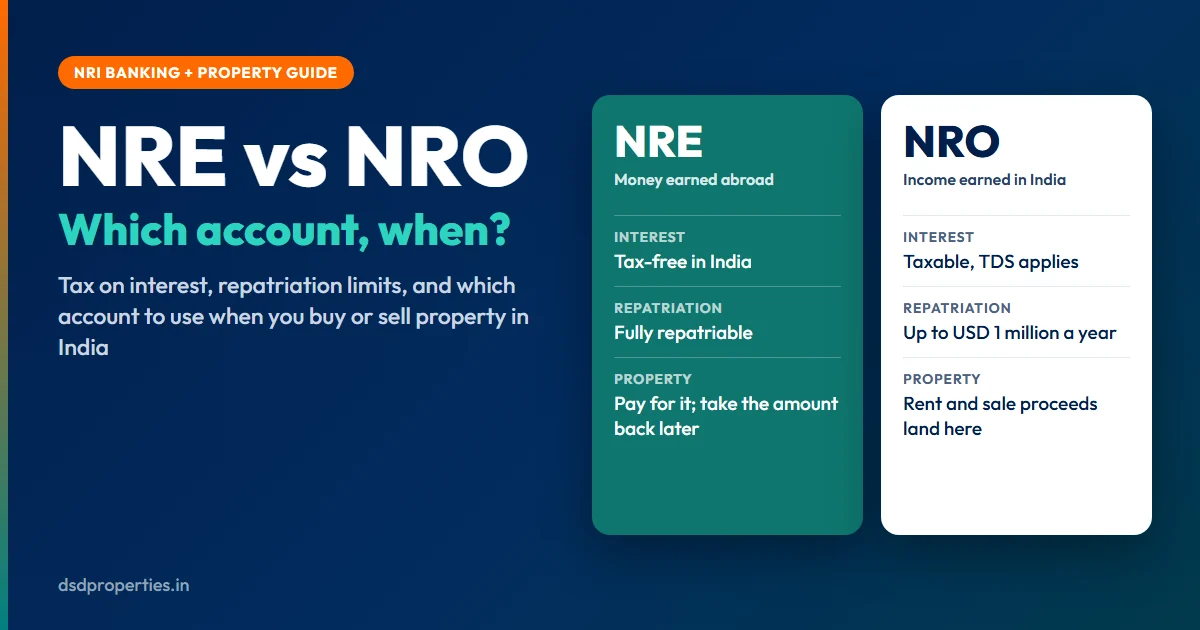 NRI BANKING + PROPERTY GUIDE
NRE vs NRO
Which account, when?
Tax on interest, repatriation limits, and which
account to use when you buy or sell property in
India
dsdproperties.in
NRE
Money earned abroad
INTEREST
Tax-free in India
REPATRIATION
Fully repatriable
PROPERTY
Pay for it; take the amount
back later
NRO
Income earned in India
INTEREST
Taxable, TDS applies
REPATRIATION
Up to USD 1 million a year
PROPERTY
Rent and sale proceeds
land here